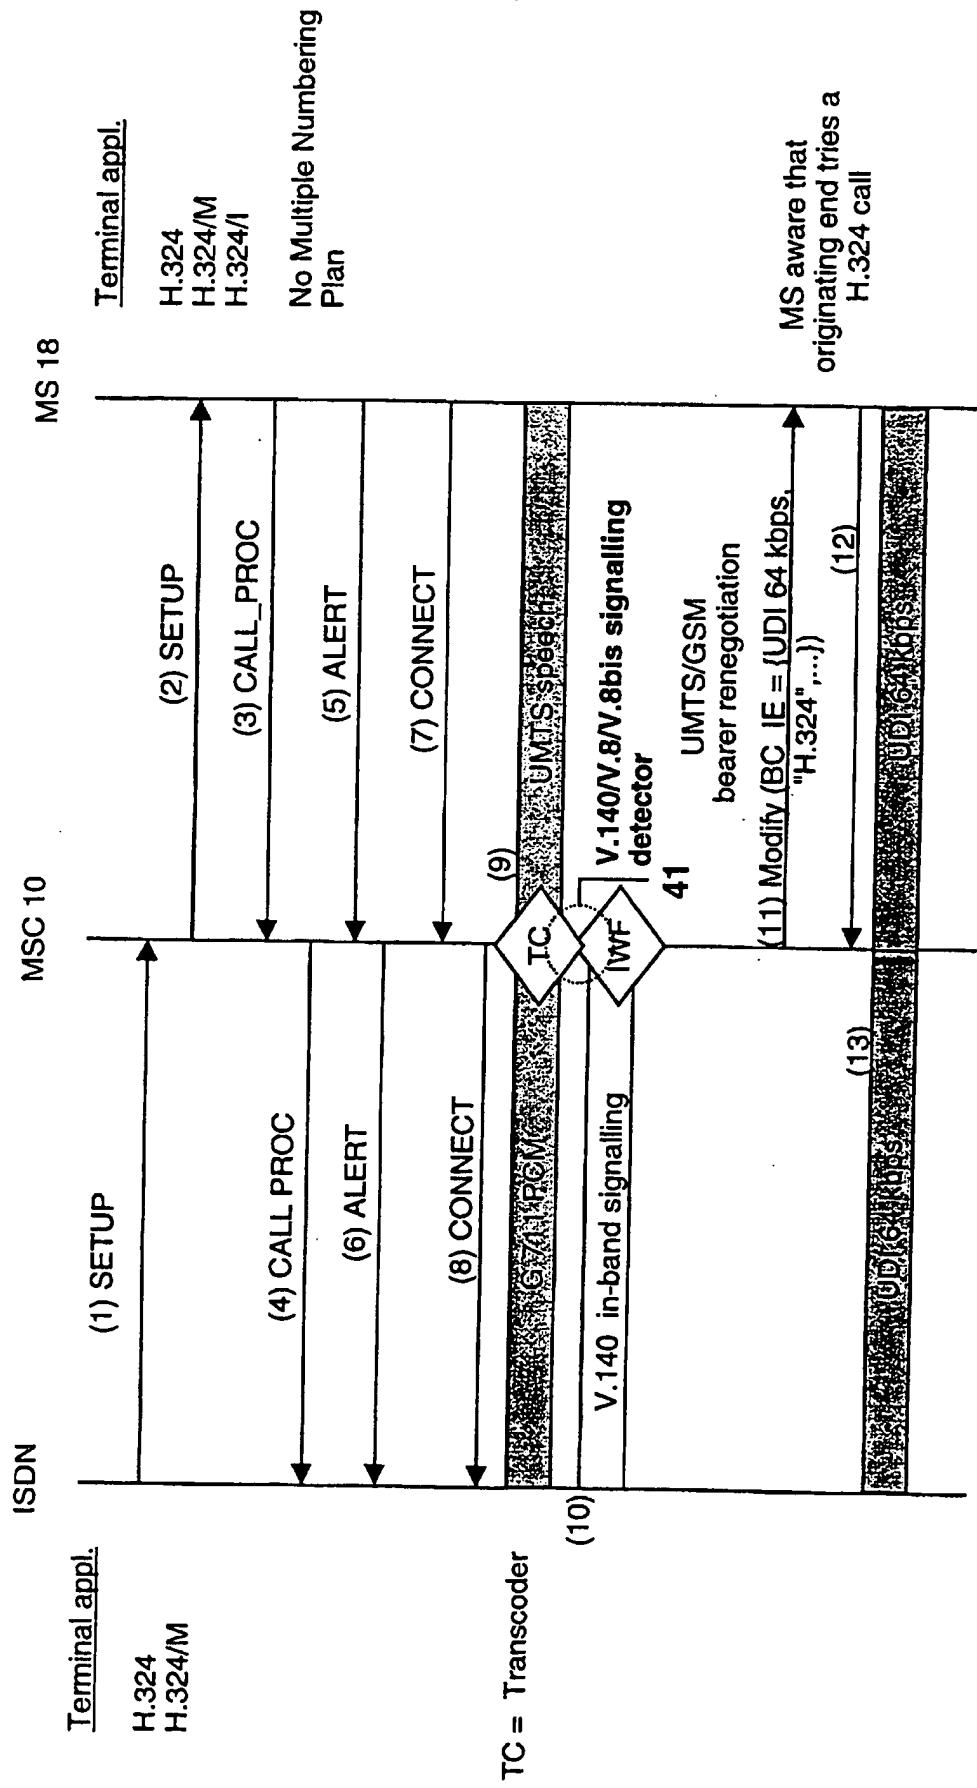 ISDN
MSC 10
MS 18
Terminal appl.
H.324
H.324/M
Terminal appl.
H.324
H.324/M
H.324/I
No Multiple Numbering
Plan
(1) SETUP
(2) SETUP
(3) CALL_PROC
(4) CALL PROC
(5) ALERT
(6) ALERT
(7) CONNECT
(8) CONNECT
(9)
G.711 PCM
TC
UMTS speech
(10)
V.140 in-band signalling
IWF
V.140/V.8/V.8bis signalling
detector
41
TC = Transcoder
UMTS/GSM
bearer renegotiation
(11) Modify (BC_IE = {UDI 64 kbps,
"H.324",...})
MS aware that
originating end tries a
H.324 call
(12)
(13)
UDI 64 kbps
UDI 64 kbps